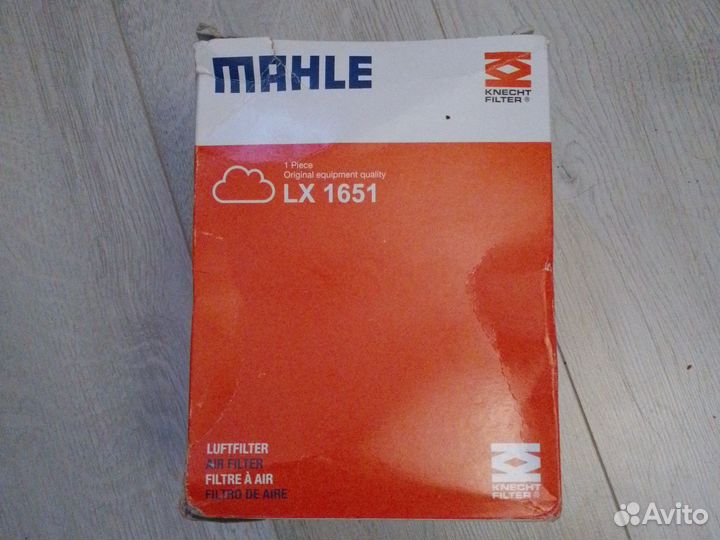 MAHLE
KNECHT
FILTER®
1 Piece
Original equipment quality
LX 1651
LUFTFILTER
AIR FILTER
FILTRE À AIR
FILTRO DE AIRE
KNECHT
FILTER®
Avito